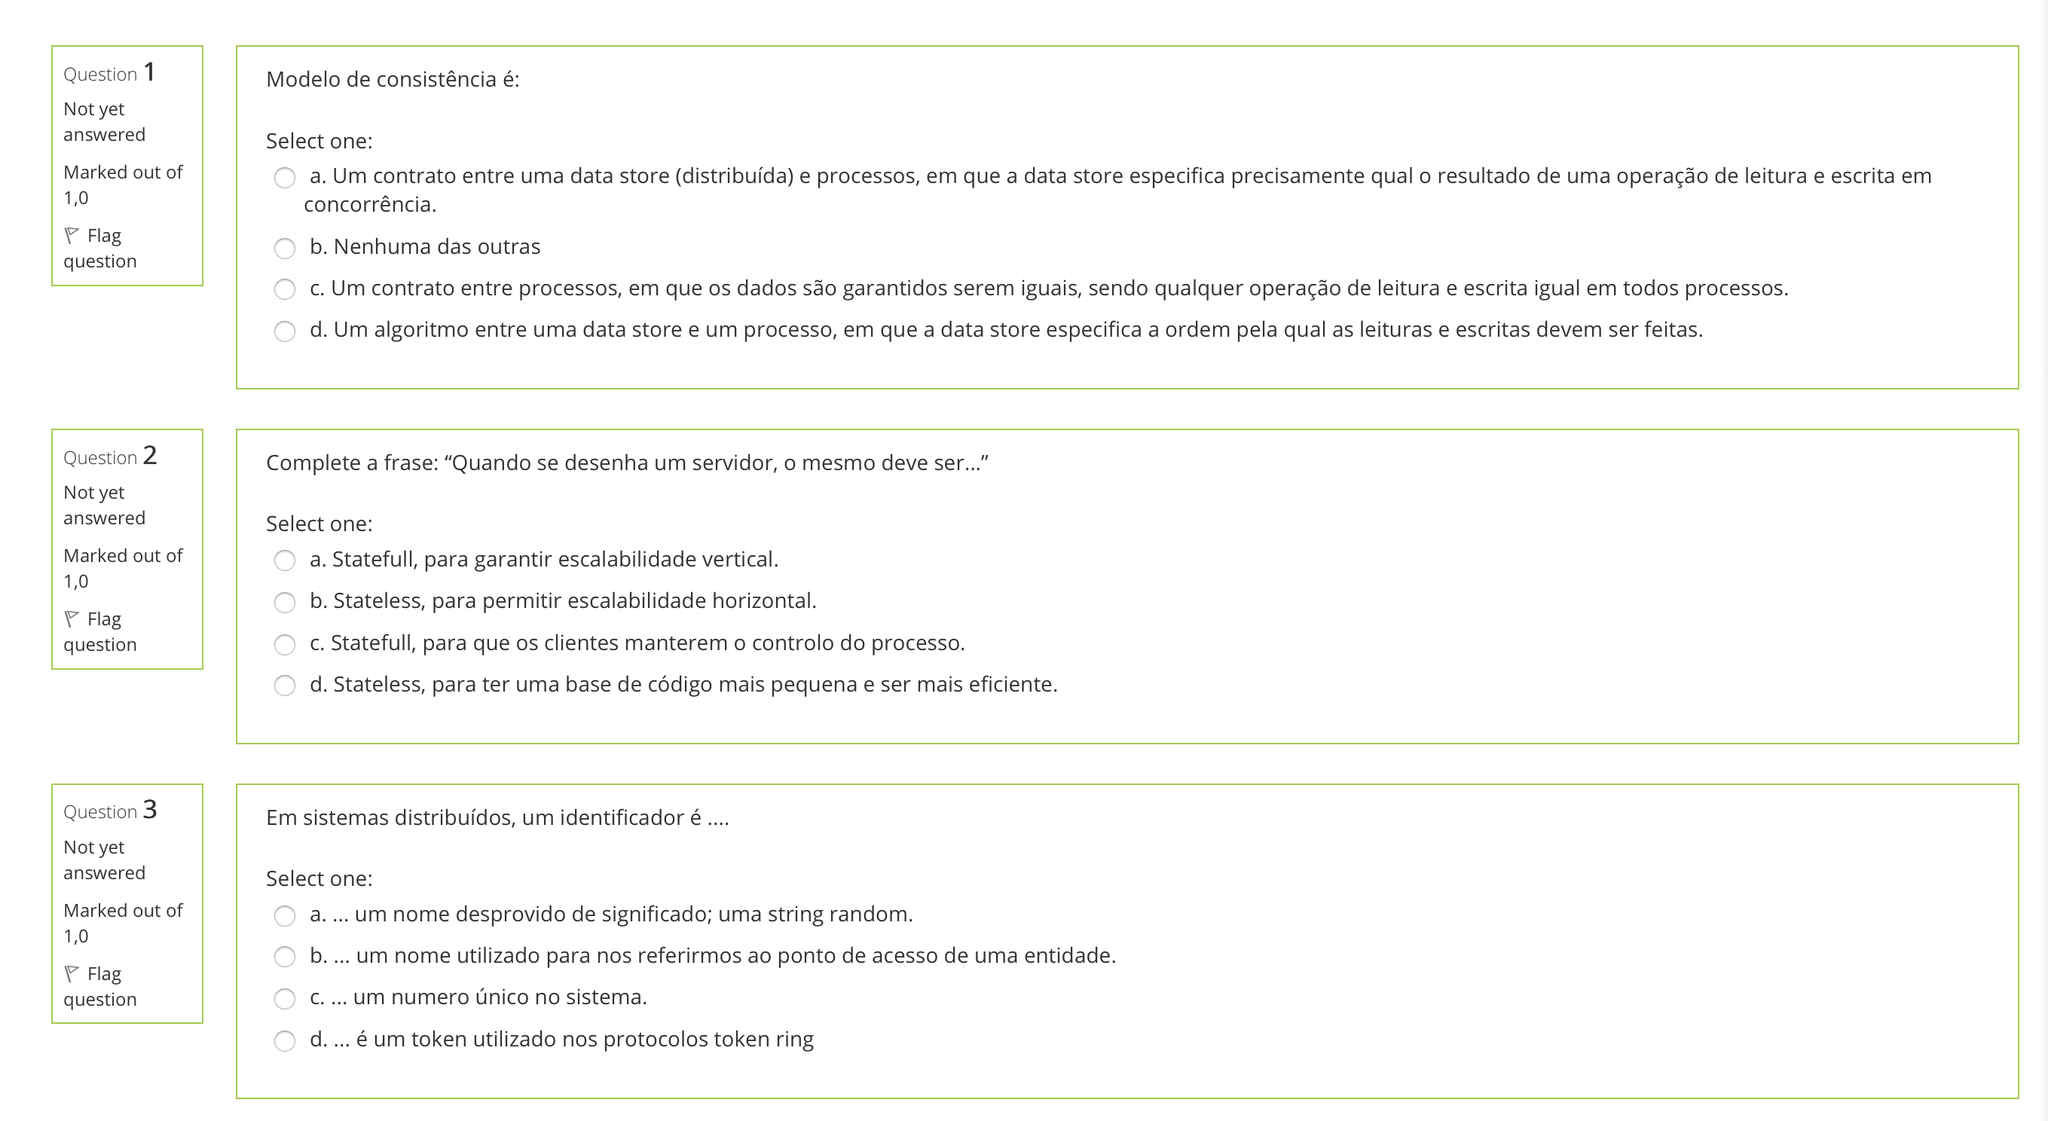 Question 1
Not yet
answered
Marked out of
1,0
Flag
question
Modelo de consistência é:
Select one:
a. Um contrato entre uma data store (distribuída) e processos, em que a data store especifica precisamente qual o resultado de uma operação de leitura e escrita em
concorrência.
b. Nenhuma das outras
c. Um contrato entre processos, em que os dados são garantidos serem iguais, sendo qualquer operação de leitura e escrita igual em todos processos.
d. Um algoritmo entre uma data store e um processo, em que a data store especifica a ordem pela qual as leituras e escritas devem ser feitas.
Question 2
Not yet
answered
Marked out of
1,0
Flag
question
Complete a frase: “Quando se desenha um servidor, o mesmo deve ser...”
Select one:
a. Statefull, para garantir escalabilidade vertical.
b. Stateless, para permitir escalabilidade horizontal.
c. Statefull, para que os clientes manterem o controlo do processo.
d. Stateless, para ter uma base de código mais pequena e ser mais eficiente.
Question 3
Not yet
answered
Marked out of
1,0
Flag
question
Em sistemas distribuídos, um identificador é ....
Select one:
a. ... um nome desprovido de significado; uma string random.
b. ... um nome utilizado para nos referirmos ao ponto de acesso de uma entidade.
c. ... um numero único no sistema.
d. ... é um token utilizado nos protocolos token ring